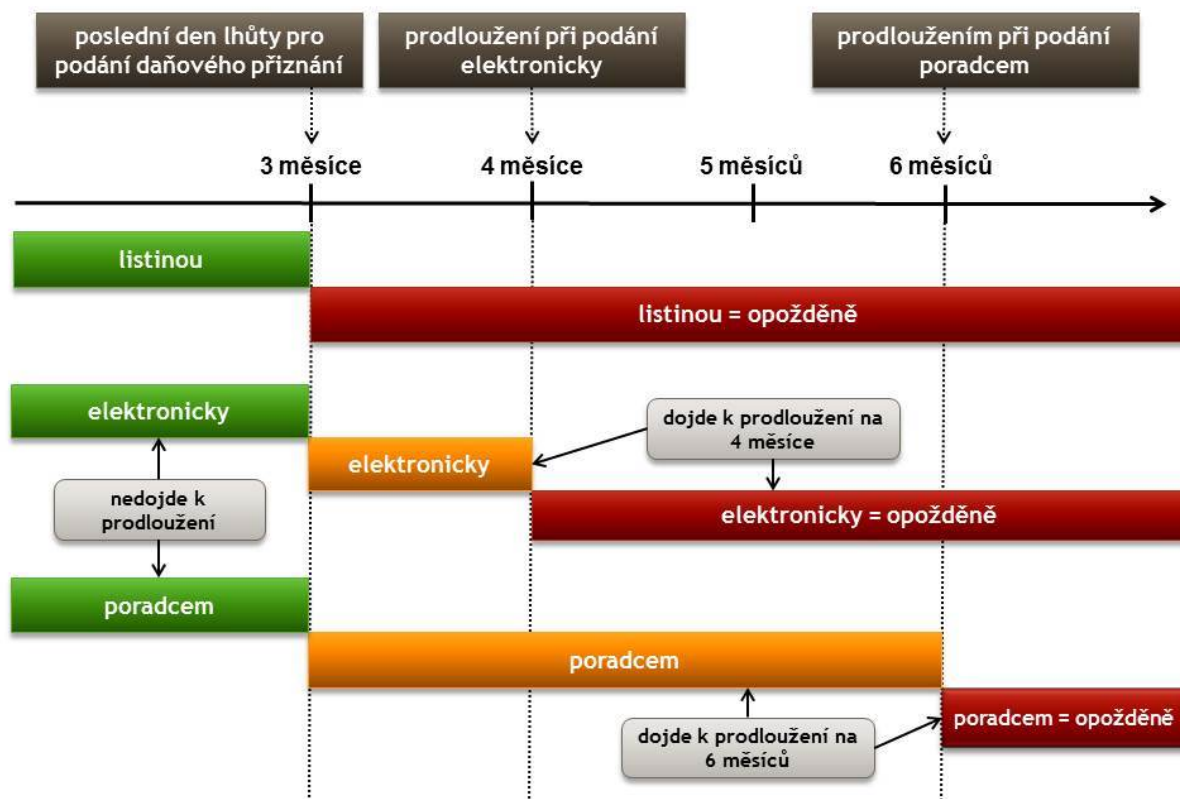 poslední den lhůty pro
podání daňového přiznání
prodloužení při podání
elektronicky
prodloužením při podání
poradcem
3 měsíce
4 měsíce
5 měsíců
6 měsíců
listinou
listinou = opožděně
elektronicky
dojde k prodloužení na
4 měsíce
elektronicky
nedojde k
prodloužení
elektronicky = opožděně
poradcem
poradcem
poradcem = opožděně
dojde k prodloužení na
6 měsíců